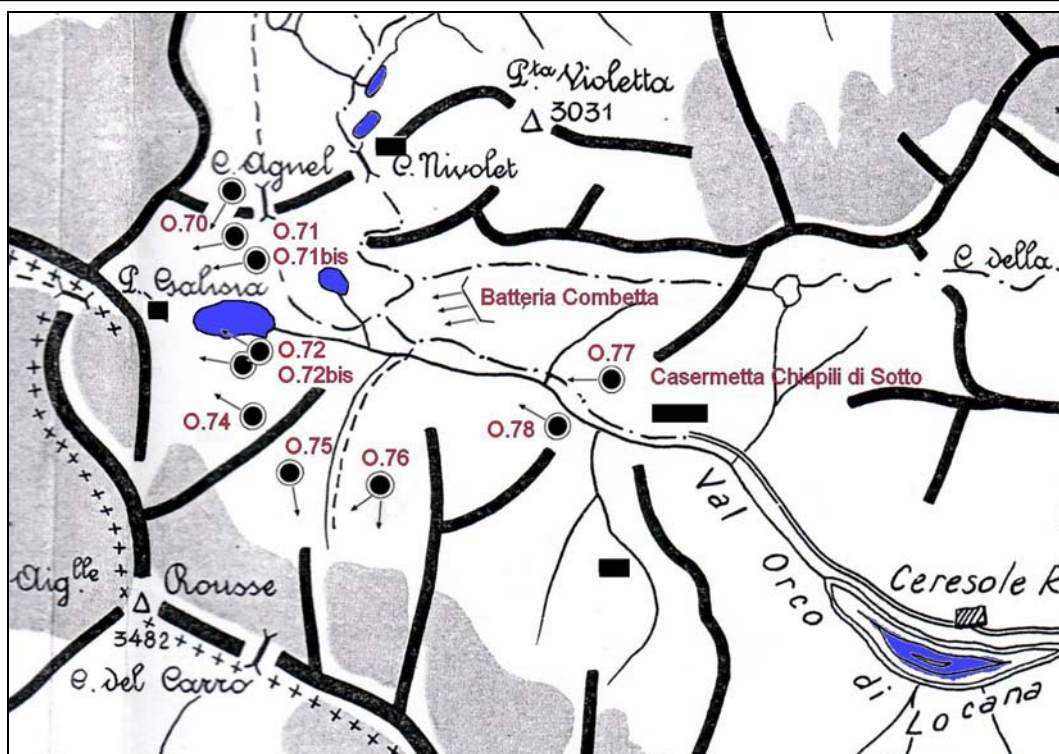 P.ta Violetta
3031
C. Agnel
C. Nivolet
O.70
O.71
O.71bis
P. Galisia
Batteria Combetta
C. della
O.72
O.72bis
O.77
Casermetta Chiapili di Sotto
O.74
O.78
O.75
O.76
Val Orco
di Locana
Ceresole R
Aig.lle Rousse
3482
C. del Carro